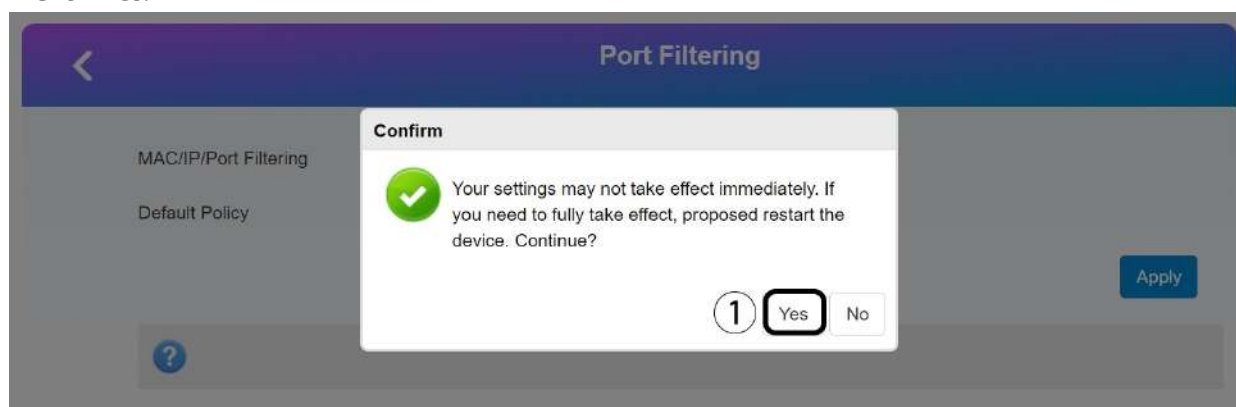 Port Filtering
Confirm
MAC/IP/Port Filtering
Your settings may not take effect immediately. If
Default Policy
you need to fully take effect, proposed restart the
device. Continue?
Apply
1 Yes No
?